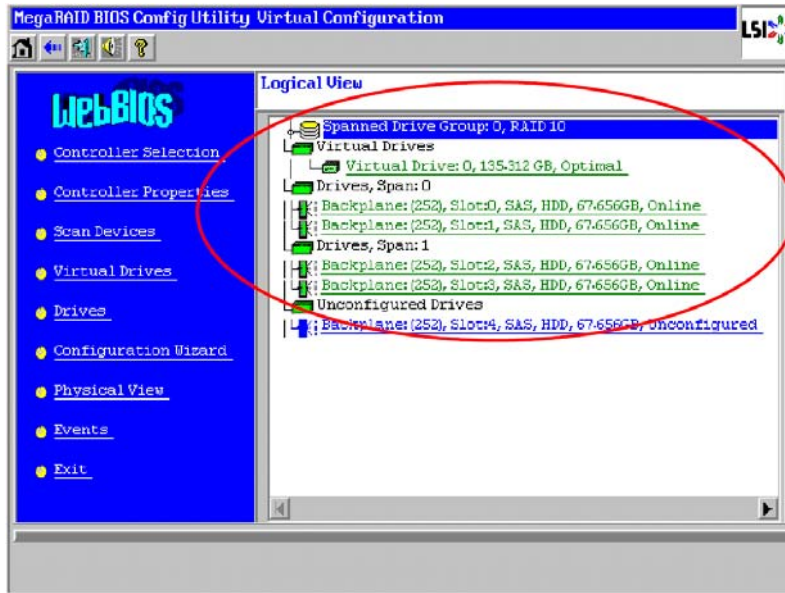 MegaRAID BIOS Config Utility Virtual Configuration
LSI
Logical View
WebBIOS
Controller Selection
Controller Properties
Scan Devices
Virtual Drives
Drives
Configuration Wizard
Physical View
Events
Exit
Spanned Drive Group: 0, RAID 10
Virtual Drives
Virtual Drive: 0, 135.312 GB, Optimal
Drives, Span: 0
Backplane: (252), Slot:0, SAS, HDD, 67.656GB, Online
Backplane: (252), Slot:1, SAS, HDD, 67.656GB, Online
Drives, Span: 1
Backplane: (252), Slot:2, SAS, HDD, 67.656GB, Online
Backplane: (252), Slot:3, SAS, HDD, 67.656GB, Online
Unconfigured Drives
Backplane: (252), Slot:4, SAS, HDD, 67.656GB, Unconfigured